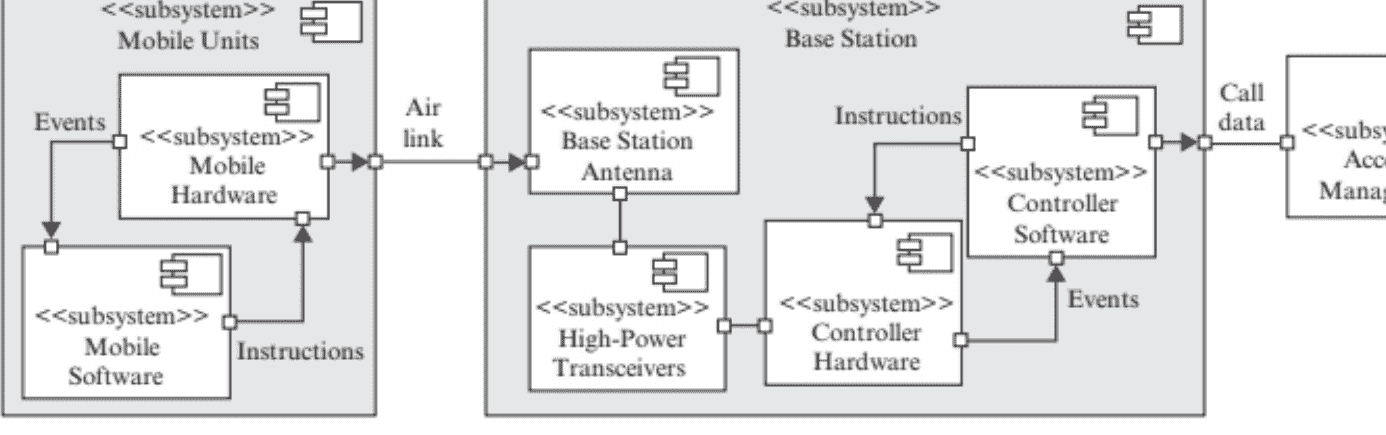 <<subsystem>>
Mobile Units
Events
<<subsystem>>
Mobile
Hardware
<<subsystem>>
Mobile
Software
Instructions
Air
link
<<subsystem>>
Base Station
<<subsystem>>
Base Station
Antenna
<<subsystem>>
High-Power
Transceivers
<<subsystem>>
Controller
Hardware
Instructions
<<subsystem>>
Controller
Software
Events
Call
data